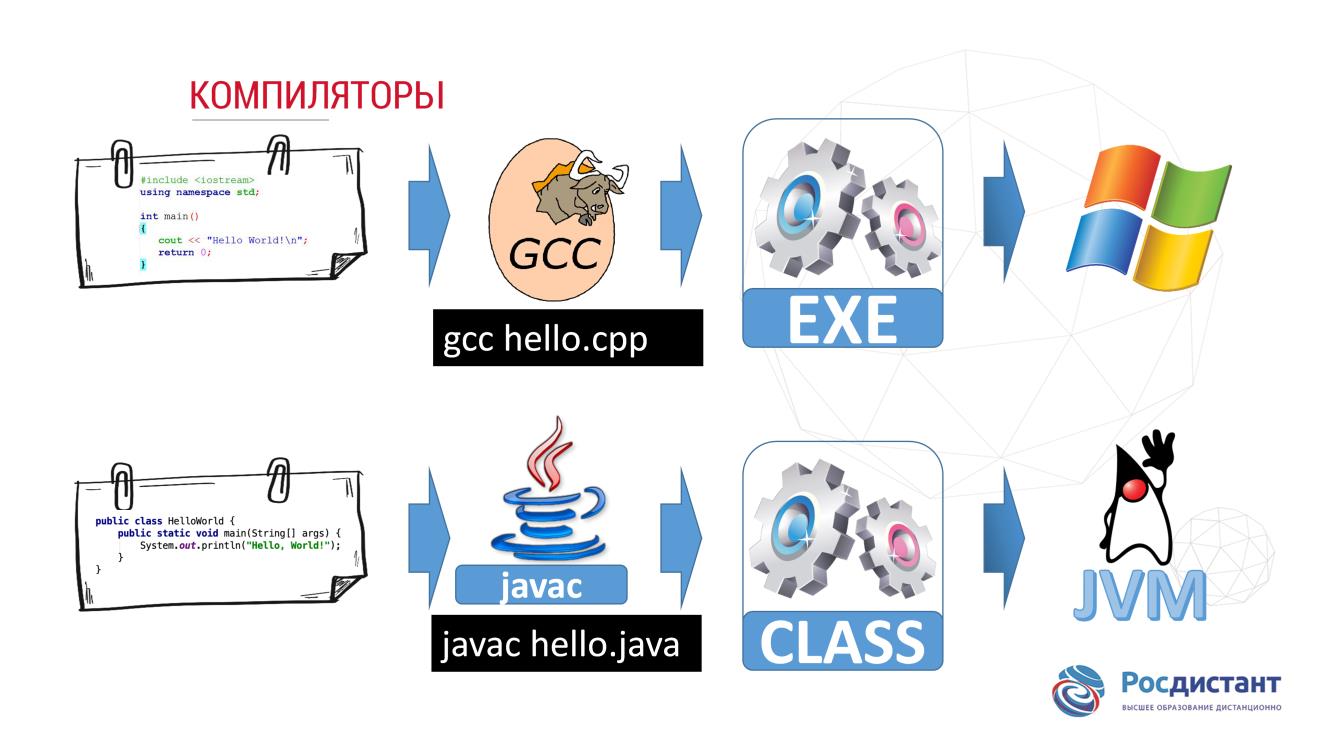 КОМПИЛЯТОРЫ
#include <iostream>
using namespace std;
int main()
{
cout << "Hello World!\n";
return 0;
}
GCC
gcc hello.cpp
EXE
public class HelloWorld {
public static void main(String[] args) {
System.out.println("Hello, World!");
}
}
javac
javac hello.java
CLASS
JVM
Росдистант
ВЫСШЕЕ ОБРАЗОВАНИЕ ДИСТАНЦИОННО